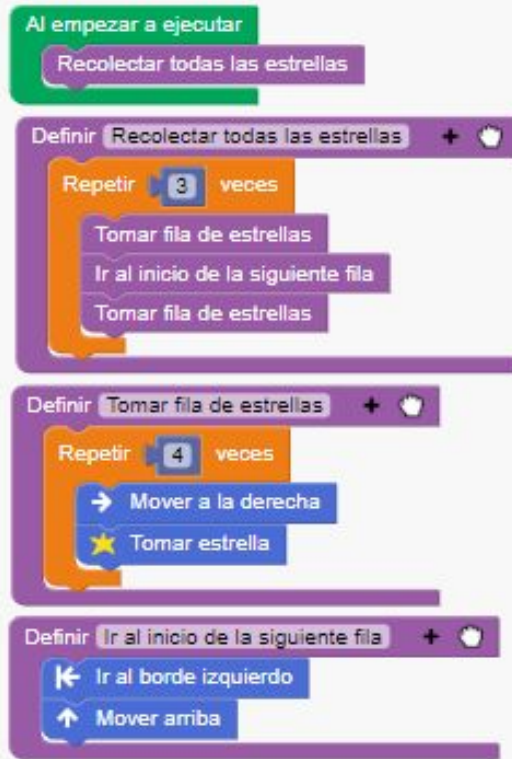 Al empezar a ejecutar
Recolectar todas las estrellas
Definir Recolectar todas las estrellas +
Repetir 3 veces
Tomar fila de estrellas
Ir al inicio de la siguiente fila
Tomar fila de estrellas
Definir Tomar fila de estrellas +
Repetir 4 veces
Mover a la derecha
Tomar estrella
Definir Ir al inicio de la siguiente fila +
Ir al borde izquierdo
Mover arriba